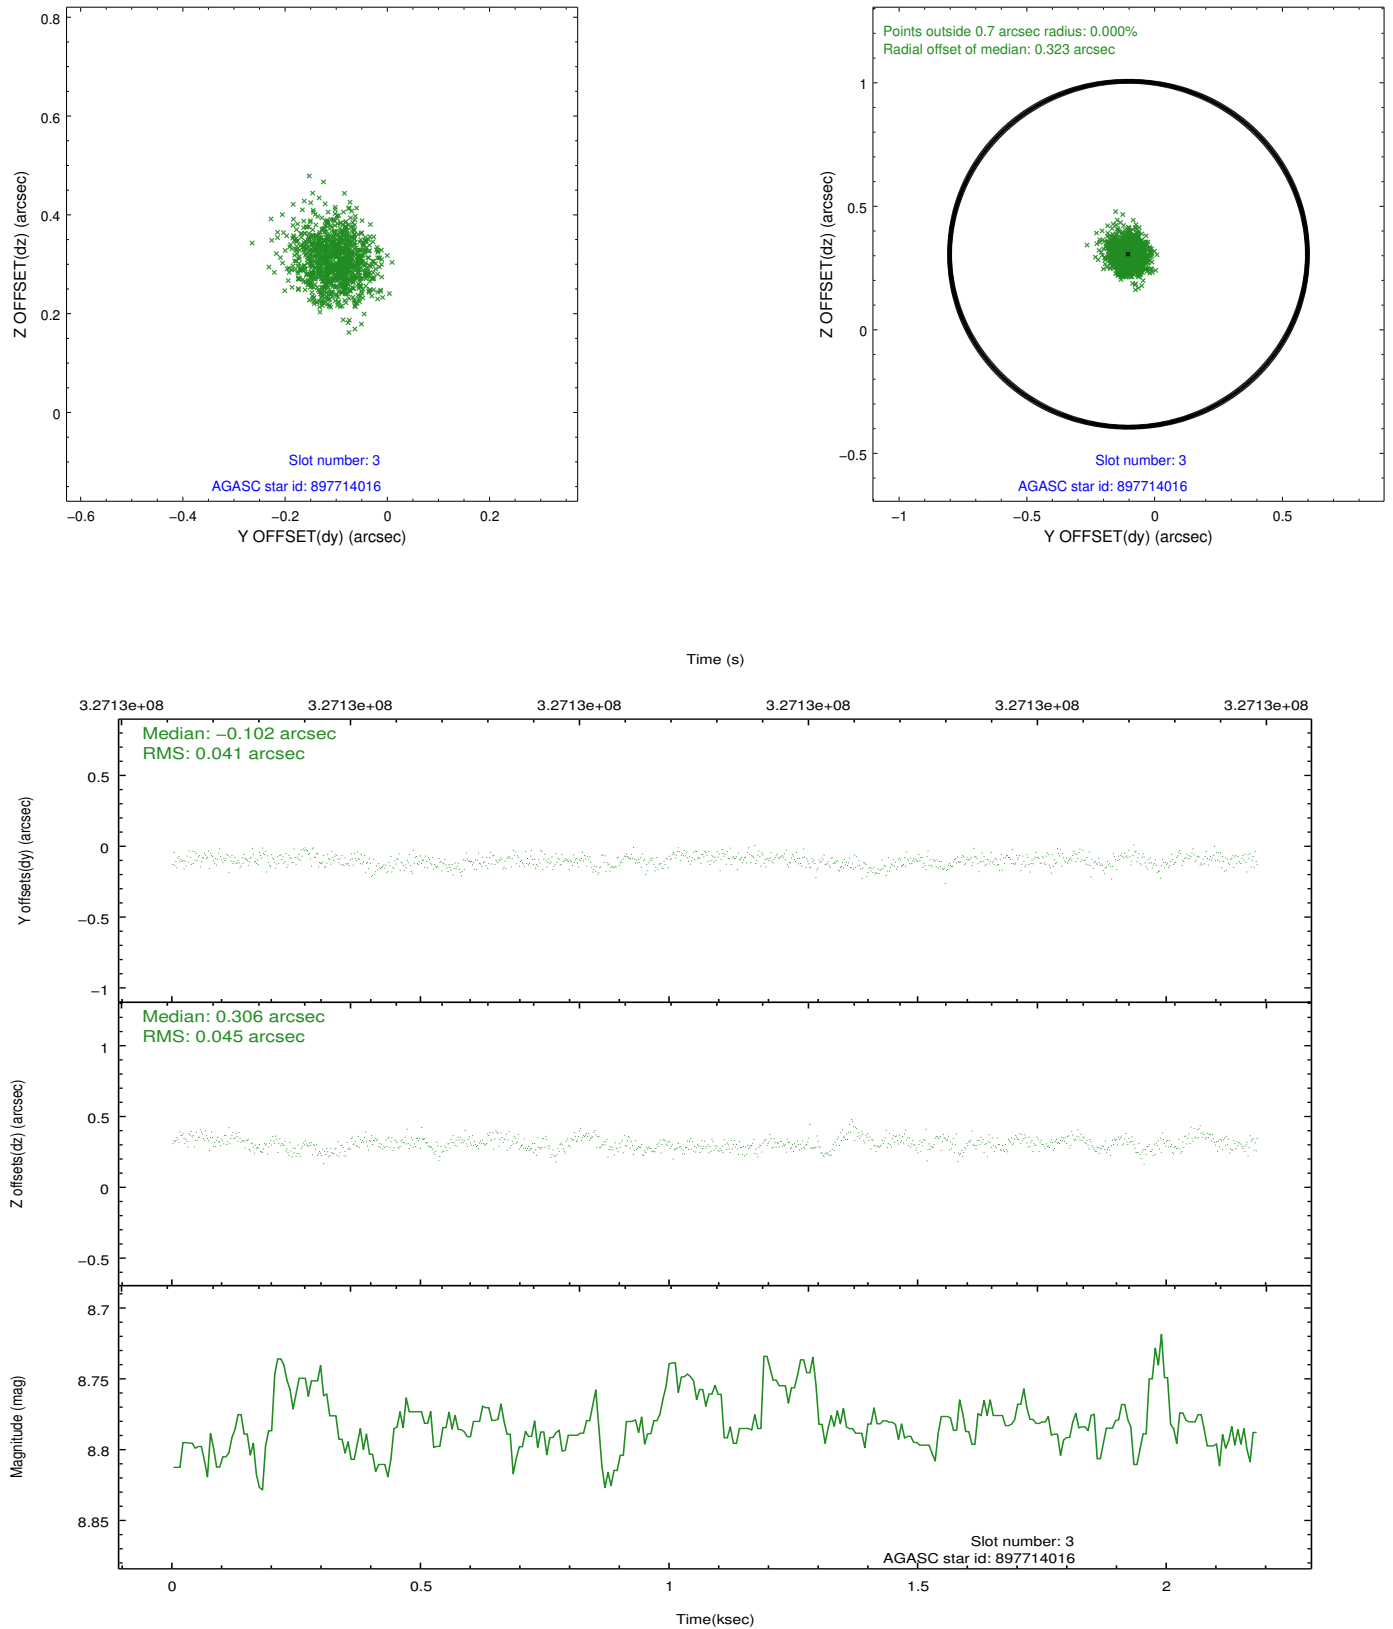 0.8
0.6
0.4
0.2
0
Z OFFSET(dz) (arcsec)
Slot number: 3
AGASC star id: 897714016
−0.6 −0.4 −0.2 0 0.2
Y OFFSET(dy) (arcsec)
Points outside 0.7 arcsec radius: 0.000%
Radial offset of median: 0.323 arcsec
1
0.5
0
−0.5
Z OFFSET(dz) (arcsec)
Slot number: 3
AGASC star id: 897714016
−1 −0.5 0 0.5
Y OFFSET(dy) (arcsec)
Time (s)
3.2713e+08 3.2713e+08 3.2713e+08 3.2713e+08 3.2713e+08 3.2713e+08
Median: −0.102 arcsec
RMS: 0.041 arcsec
0.5
0
−0.5
−1
Y offsets(dy) (arcsec)
Median: 0.306 arcsec
RMS: 0.045 arcsec
1
0.5
0
−0.5
Z offsets(dz) (arcsec)
8.7
8.75
8.8
8.85
Magnitude (mag)
Slot number: 3
AGASC star id: 897714016
0 0.5 1 1.5 2
Time(ksec)